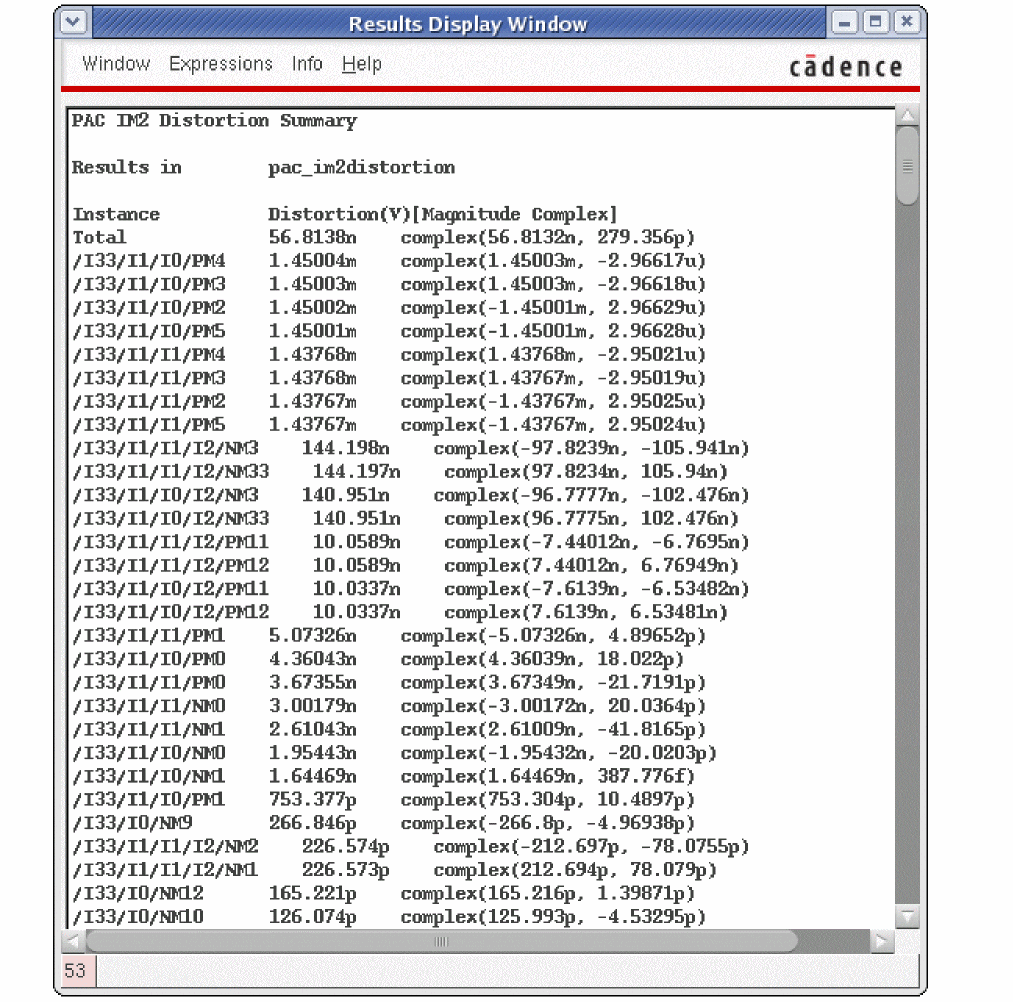 Results Display Window
Window Expressions Info Help
cādence
PAC IM2 Distortion Summary
Results in pac_im2distortion
Instance Distortion(V)[Magnitude Complex]
Total 56.8138n complex(56.8132n, 279.356p)
/I33/I1/I0/PM4 1.45004m complex(1.45003m, -2.96617u)
/I33/I1/I0/PM3 1.45003m complex(1.45003m, -2.96618u)
/I33/I1/I0/PM2 1.45002m complex(-1.45001m, 2.96629u)
/I33/I1/I0/PM5 1.45001m complex(-1.45001m, 2.96628u)
/I33/I1/I1/PM4 1.43768m complex(1.43768m, -2.95021u)
/I33/I1/I1/PM3 1.43768m complex(1.43767m, -2.95019u)
/I33/I1/I1/PM2 1.43767m complex(-1.43767m, 2.95025u)
/I33/I1/I1/PM5 1.43767m complex(-1.43767m, 2.95024u)
/I33/I1/I1/I2/NM3 144.198n complex(-97.8239n, -105.941n)
/I33/I1/I1/I2/NM33 144.197n complex(97.8234n, 105.94n)
/I33/I1/I0/I2/NM3 140.951n complex(-96.7777n, -102.476n)
/I33/I1/I0/I2/NM33 140.951n complex(96.7775n, 102.476n)
/I33/I1/I1/I2/PM11 10.0589n complex(-7.44012n, -6.7695n)
/I33/I1/I1/I2/PM12 10.0589n complex(7.44012n, 6.76949n)
/I33/I1/I0/I2/PM11 10.0337n complex(-7.6139n, -6.53482n)
/I33/I1/I0/I2/PM12 10.0337n complex(7.6139n, 6.53481n)
/I33/I1/I1/PM1 5.07326n complex(-5.07326n, 4.89652p)
/I33/I1/I0/PM0 4.36043n complex(4.36039n, 18.022p)
/I33/I1/I1/PM0 3.67355n complex(3.67349n, -21.7191p)
/I33/I1/I1/NM0 3.00179n complex(-3.00172n, 20.0364p)
/I33/I1/I1/NM1 2.61043n complex(2.61009n, -41.8165p)
/I33/I1/I0/NM0 1.95443n complex(-1.95432n, -20.0203p)
/I33/I1/I0/NM1 1.64469n complex(1.64469n, 387.776f)
/I33/I1/I0/PM1 753.377p complex(753.304p, 10.4897p)
/I33/I0/NM9 266.846p complex(-266.8p, -4.96938p)
/I33/I1/I1/I2/NM2 226.574p complex(-212.697p, -78.0755p)
/I33/I1/I1/I2/NM1 226.573p complex(212.694p, 78.079p)
/I33/I0/NM12 165.221p complex(165.216p, 1.39871p)
/I33/I0/NM10 126.074p complex(125.993p, -4.53295p)
53